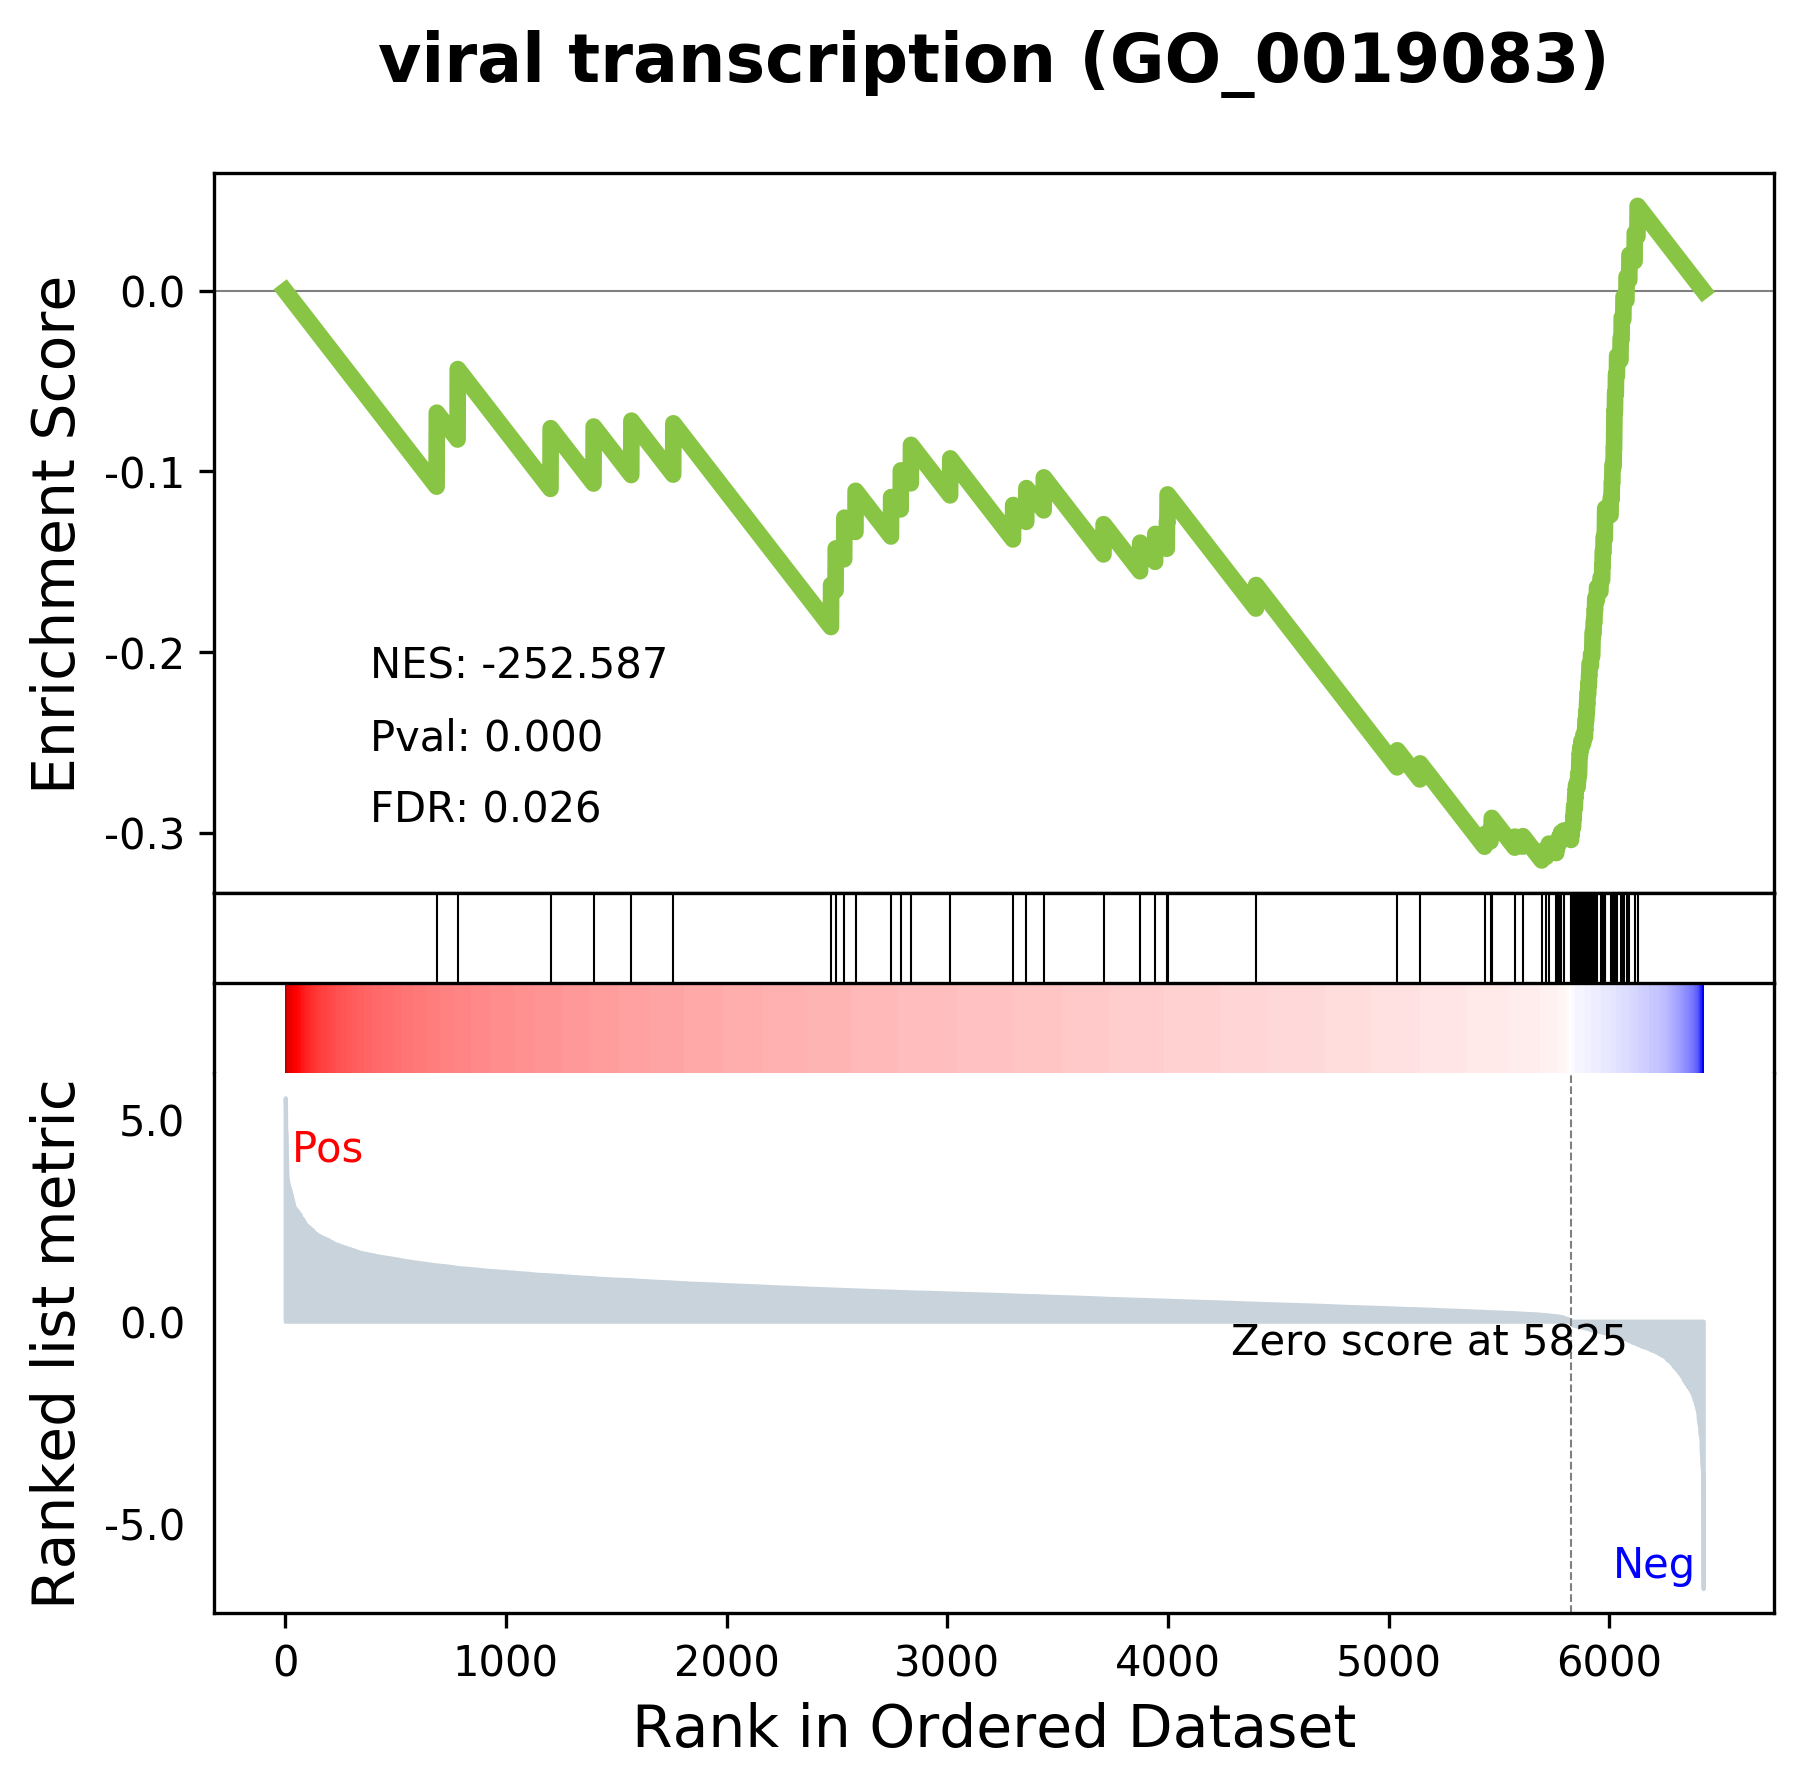 viral transcription (GO_0019083)
Enrichment Score
0.0
-0.1
-0.2
-0.3
NES: -252.587
Pval: 0.000
FDR: 0.026
Ranked list metric
5.0
0.0
-5.0
Pos
Zero score at 5825
Neg
0 1000 2000 3000 4000 5000 6000
Rank in Ordered Dataset